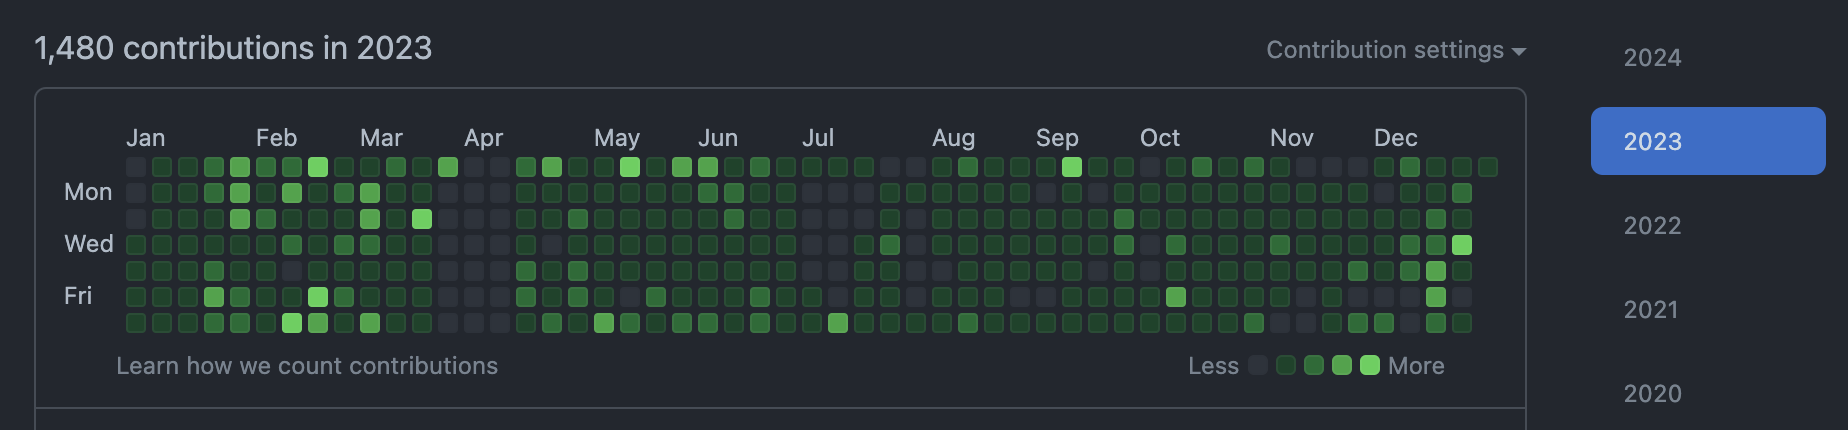 1,480 contributions in 2023
Contribution settings
Jan Feb Mar Apr May Jun Jul Aug Sep Oct Nov Dec
Mon
Wed
Fri
Learn how we count contributions
Less More
2024
2023
2022
2021
2020